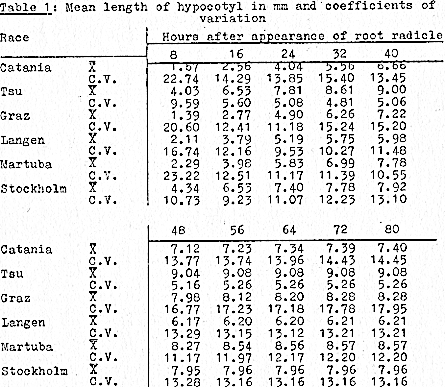 Table 1: Mean length of hypocotyl in mm and coefficients of
variation
Race Hours after appearance of root radicle
8 16 24 32 40
Catania X̄ 1.67 2.56 4.04 5.56 6.66
C.V. 22.74 14.29 13.85 15.40 13.45
Tsu X̄ 4.03 6.53 7.81 8.61 9.00
C.V. 9.59 5.60 5.08 4.81 5.06
Graz X̄ 1.39 2.77 4.90 6.26 7.22
C.V. 20.60 12.41 11.18 15.24 15.20
Langen X̄ 2.11 3.79 5.19 5.75 5.98
C.V. 16.74 12.16 9.53 10.27 11.48
Martuba X̄ 2.29 3.98 5.83 6.99 7.78
C.V. 23.22 12.51 11.17 11.39 10.55
Stockholm X̄ 4.34 6.53 7.40 7.78 7.92
C.V. 10.73 9.23 11.07 12.23 13.10
48 56 64 72 80
Catania X̄ 7.12 7.23 7.34 7.39 7.40
C.V. 13.77 13.74 13.96 14.43 14.45
Tsu X̄ 9.04 9.08 9.08 9.08 9.08
C.V. 5.16 5.26 5.26 5.26 5.26
Graz X̄ 7.98 8.12 8.20 8.28 8.28
C.V. 16.77 17.23 17.18 17.78 17.95
Langen X̄ 6.17 6.20 6.20 6.21 6.21
C.V. 13.29 13.15 13.12 13.21 13.21
Martuba X̄ 8.27 8.54 8.56 8.57 8.57
C.V. 11.17 11.97 12.17 12.20 12.20
Stockholm X̄ 7.95 7.96 7.96 7.96 7.96
C.V. 13.28 13.16 13.16 13.16 13.16